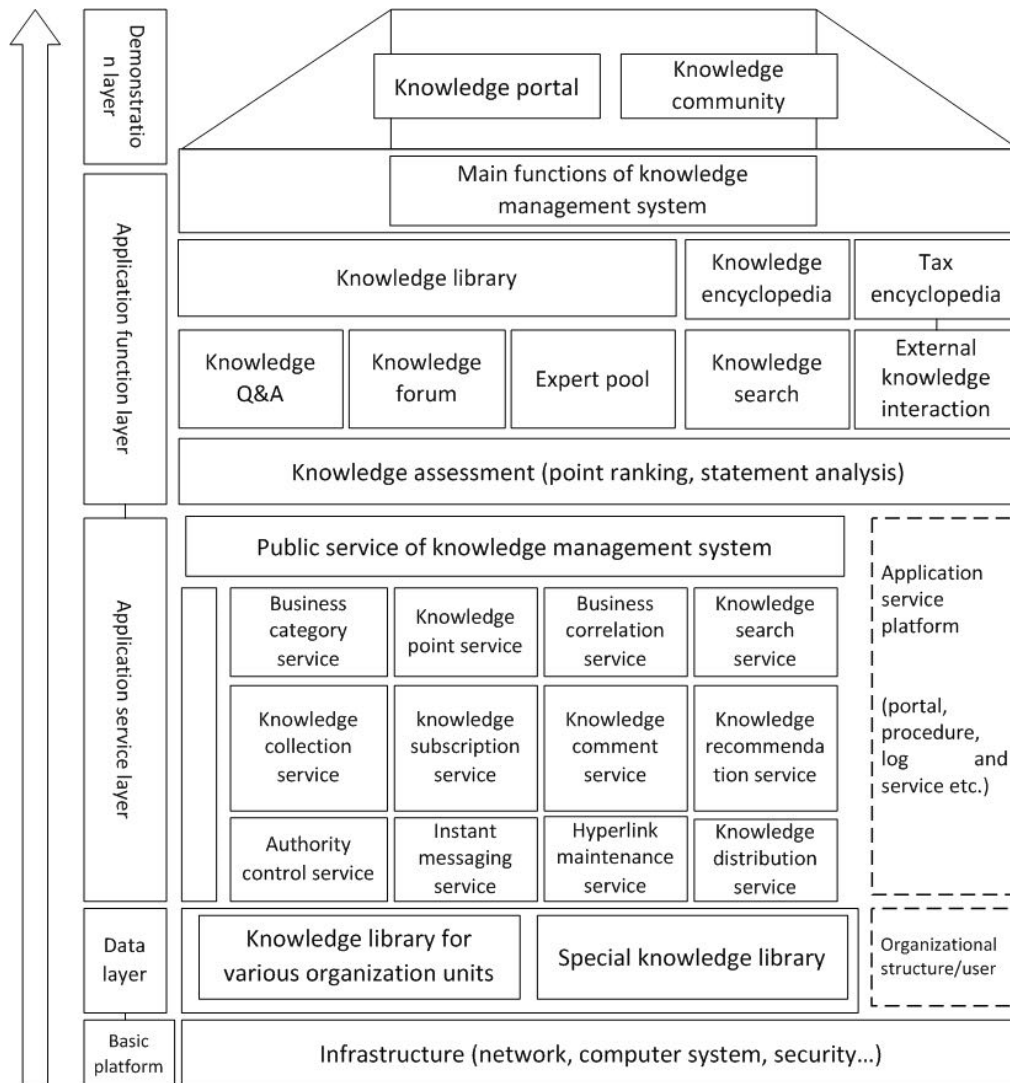 Demonstratio
n layer
Knowledge portal
Knowledge
community
Main functions of knowledge
management system
Application function layer
Knowledge library
Knowledge
encyclopedia
Tax
encyclopedia
Knowledge
Q&A
Knowledge
forum
Expert pool
Knowledge
search
External
knowledge
interaction
Knowledge assessment (point ranking, statement analysis)
Application service layer
Public service of knowledge management system
Business
category
service
Knowledge
point service
Business
correlation
service
Knowledge
search
service
Knowledge
collection
service
knowledge
subscription
service
Knowledge
comment
service
Knowledge
recommenda
tion service
Authority
control service
Instant
messaging
service
Hyperlink
maintenance
service
Knowledge
distribution
service
Application
service
platform
(portal,
procedure,
log and
service etc.)
Data
layer
Knowledge library for
various organization units
Special knowledge library
Organizational
structure/user
Basic
platform
Infrastructure (network, computer system, security...)